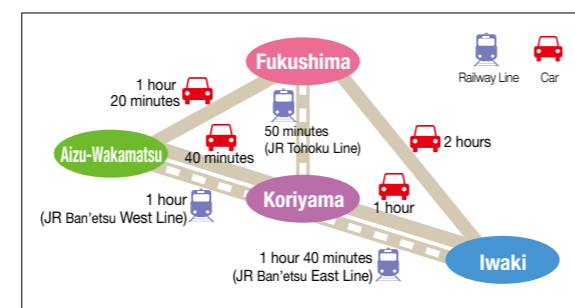 Fukushima
Railway Line
Car
1 hour
20 minutes
50 minutes
(JR Tohoku Line)
2 hours
Aizu-Wakamatsu
40 minutes
1 hour
(JR Ban'etsu West Line)
Koriyama
1 hour
1 hour 40 minutes
(JR Ban'etsu East Line)
Iwaki